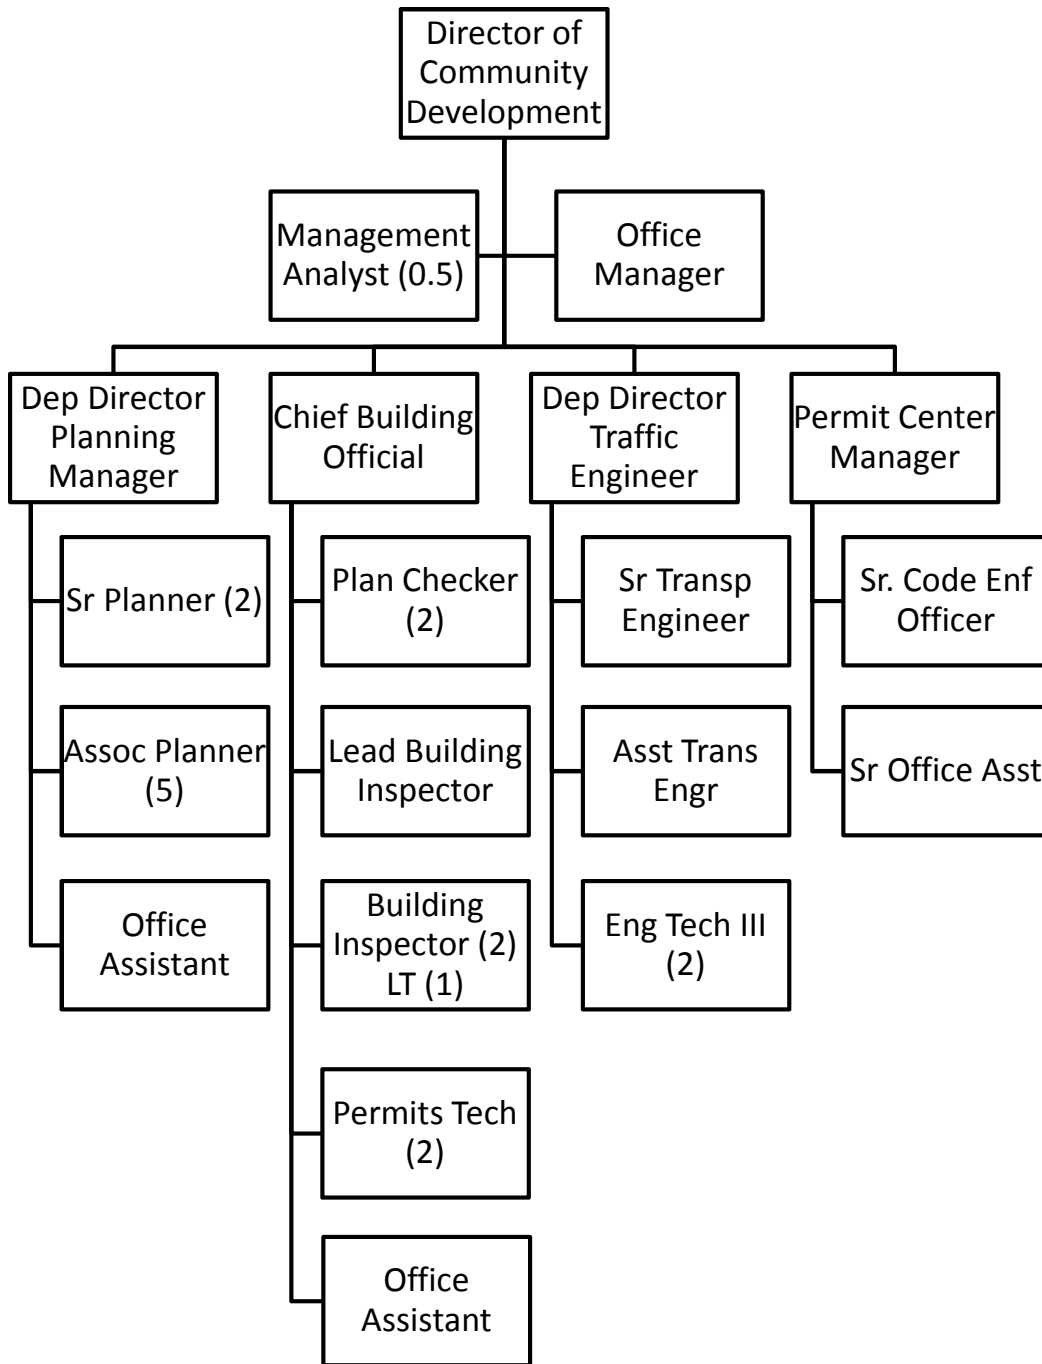 Director of
Community
Development
Management
Analyst (0.5)
Office
Manager
Dep Director
Planning
Manager
Chief Building
Official
Dep Director
Traffic
Engineer
Permit Center
Manager
Sr Planner (2)
Assoc Planner
(5)
Office
Assistant
Plan Checker
(2)
Lead Building
Inspector
Building
Inspector (2)
LT (1)
Permits Tech
(2)
Office
Assistant
Sr Transp
Engineer
Asst Trans
Engr
Eng Tech III
(2)
Sr. Code Enf
Officer
Sr Office Asst